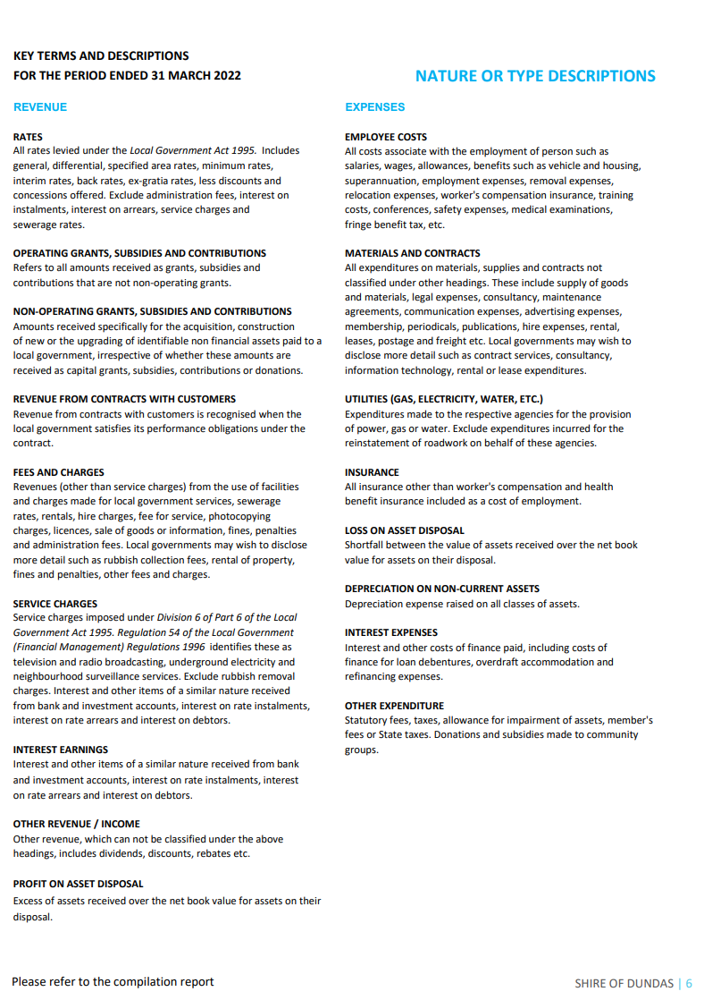 KEY TERMS AND DESCRIPTIONS
FOR THE PERIOD ENDED 31 MARCH 2022
NATURE OR TYPE DESCRIPTIONS
REVENUE
RATES
All rates levied under the Local Government Act 1995. Includes
general, differential, specified area rates, minimum rates,
interim rates, back rates, ex-gratia rates, less discounts and
concessions offered. Exclude administration fees, interest on
instalments, interest on arrears, service charges and
sewerage rates.
OPERATING GRANTS, SUBSIDIES AND CONTRIBUTIONS
Refers to all amounts received as grants, subsidies and
contributions that are not non-operating grants.
NON-OPERATING GRANTS, SUBSIDIES AND CONTRIBUTIONS
Amounts received specifically for the acquisition, construction
of new or the upgrading of identifiable non financial assets paid to a
local government, irrespective of whether these amounts are
received as capital grants, subsidies, contributions or donations.
REVENUE FROM CONTRACTS WITH CUSTOMERS
Revenue from contracts with customers is recognised when the
local government satisfies its performance obligations under the
contract.
FEES AND CHARGES
Revenues (other than service charges) from the use of facilities
and charges made for local government services, sewerage
rates, rentals, hire charges, fee for service, photocopying
charges, licences, sale of goods or information, fines, penalties
and administration fees. Local governments may wish to disclose
more detail such as rubbish collection fees, rental of property,
fines and penalties, other fees and charges.
SERVICE CHARGES
Service charges imposed under Division 6 of Part 6 of the Local
Government Act 1995. Regulation 54 of the Local Government
(Financial Management) Regulations 1996 identifies these as
television and radio broadcasting, underground electricity and
neighbourhood surveillance services. Exclude rubbish removal
charges. Interest and other items of a similar nature received
from bank and investment accounts, interest on rate instalments,
interest on rate arrears and interest on debtors.
INTEREST EARNINGS
Interest and other items of a similar nature received from bank
and investment accounts, interest on rate instalments, interest
on rate arrears and interest on debtors.
OTHER REVENUE / INCOME
Other revenue, which can not be classified under the above
headings, includes dividends, discounts, rebates etc.
PROFIT ON ASSET DISPOSAL
Excess of assets received over the net book value for assets on their
disposal.
EXPENSES
EMPLOYEE COSTS
All costs associate with the employment of person such as
salaries, wages, allowances, benefits such as vehicle and housing,
superannuation, employment expenses, removal expenses,
relocation expenses, worker's compensation insurance, training
costs, conferences, safety expenses, medical examinations,
fringe benefit tax, etc.
MATERIALS AND CONTRACTS
All expenditures on materials, supplies and contracts not
classified under other headings. These include supply of goods
and materials, legal expenses, consultancy, maintenance
agreements, communication expenses, advertising expenses,
membership, periodicals, publications, hire expenses, rental,
leases, postage and freight etc. Local governments may wish to
disclose more detail such as contract services, consultancy,
information technology, rental or lease expenditures.
UTILITIES (GAS, ELECTRICITY, WATER, ETC.)
Expenditures made to the respective agencies for the provision
of power, gas or water. Exclude expenditures incurred for the
reinstatement of roadwork on behalf of these agencies.
INSURANCE
All insurance other than worker's compensation and health
benefit insurance included as a cost of employment.
LOSS ON ASSET DISPOSAL
Shortfall between the value of assets received over the net book
value for assets on their disposal.
DEPRECIATION ON NON-CURRENT ASSETS
Depreciation expense raised on all classes of assets.
INTEREST EXPENSES
Interest and other costs of finance paid, including costs of
finance for loan debentures, overdraft accommodation and
refinancing expenses.
OTHER EXPENDITURE
Statutory fees, taxes, allowance for impairment of assets, member's
fees or State taxes. Donations and subsidies made to community
groups.
Please refer to the compilation report
SHIRE OF DUNDAS | 6